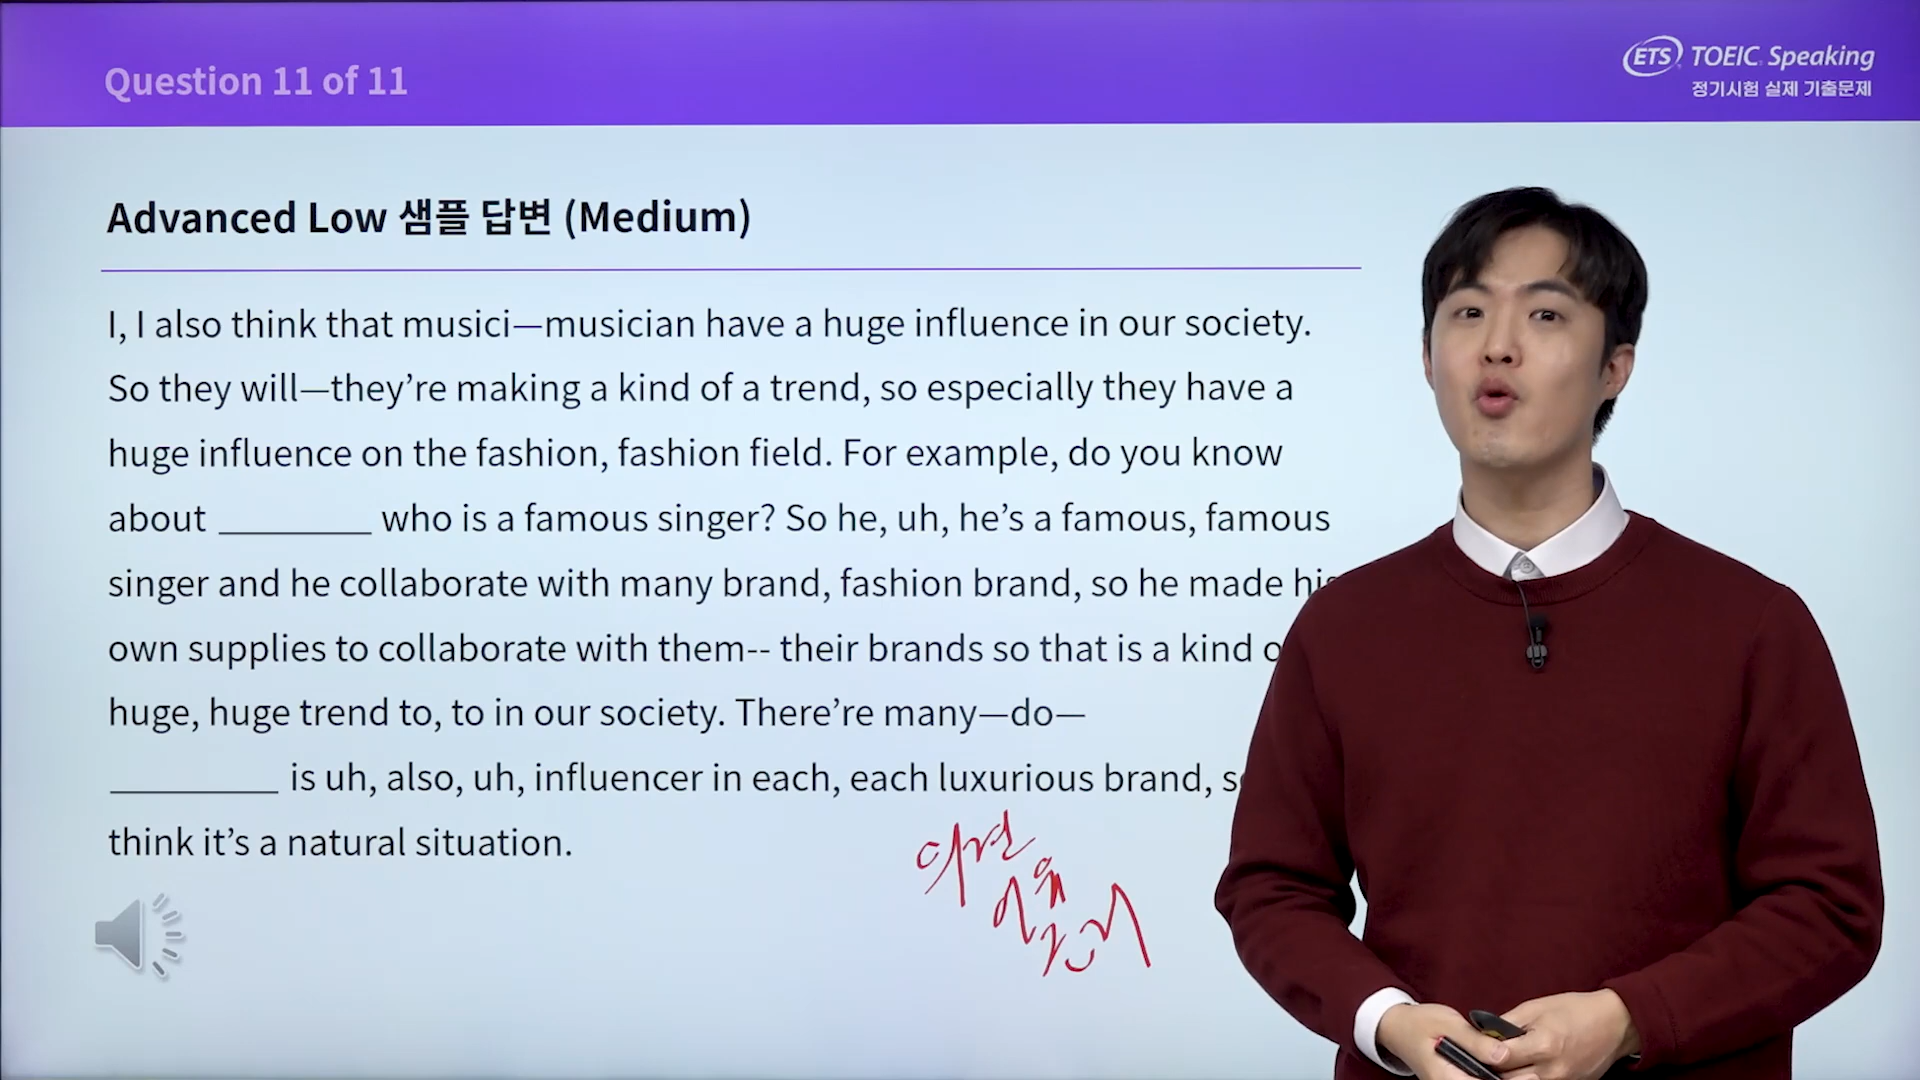 Question 11 of 11
ETS TOEIC Speaking
정기시험 실제 기출문제
Advanced Low 샘플 답변 (Medium)
I, I also think that musici—musician have a huge influence in our society.
So they will—they’re making a kind of a trend, so especially they have a
huge influence on the fashion, fashion field. For example, do you know
about ________ who is a famous singer? So he, uh, he’s a famous, famous
singer and he collaborate with many brand, fashion brand, so he made his
own supplies to collaborate with them-- their brands so that is a kind
huge, huge trend to, to in our society. There’re many—do—
_________ is uh, also, uh, influencer in each, each luxurious brand,
think it’s a natural situation.